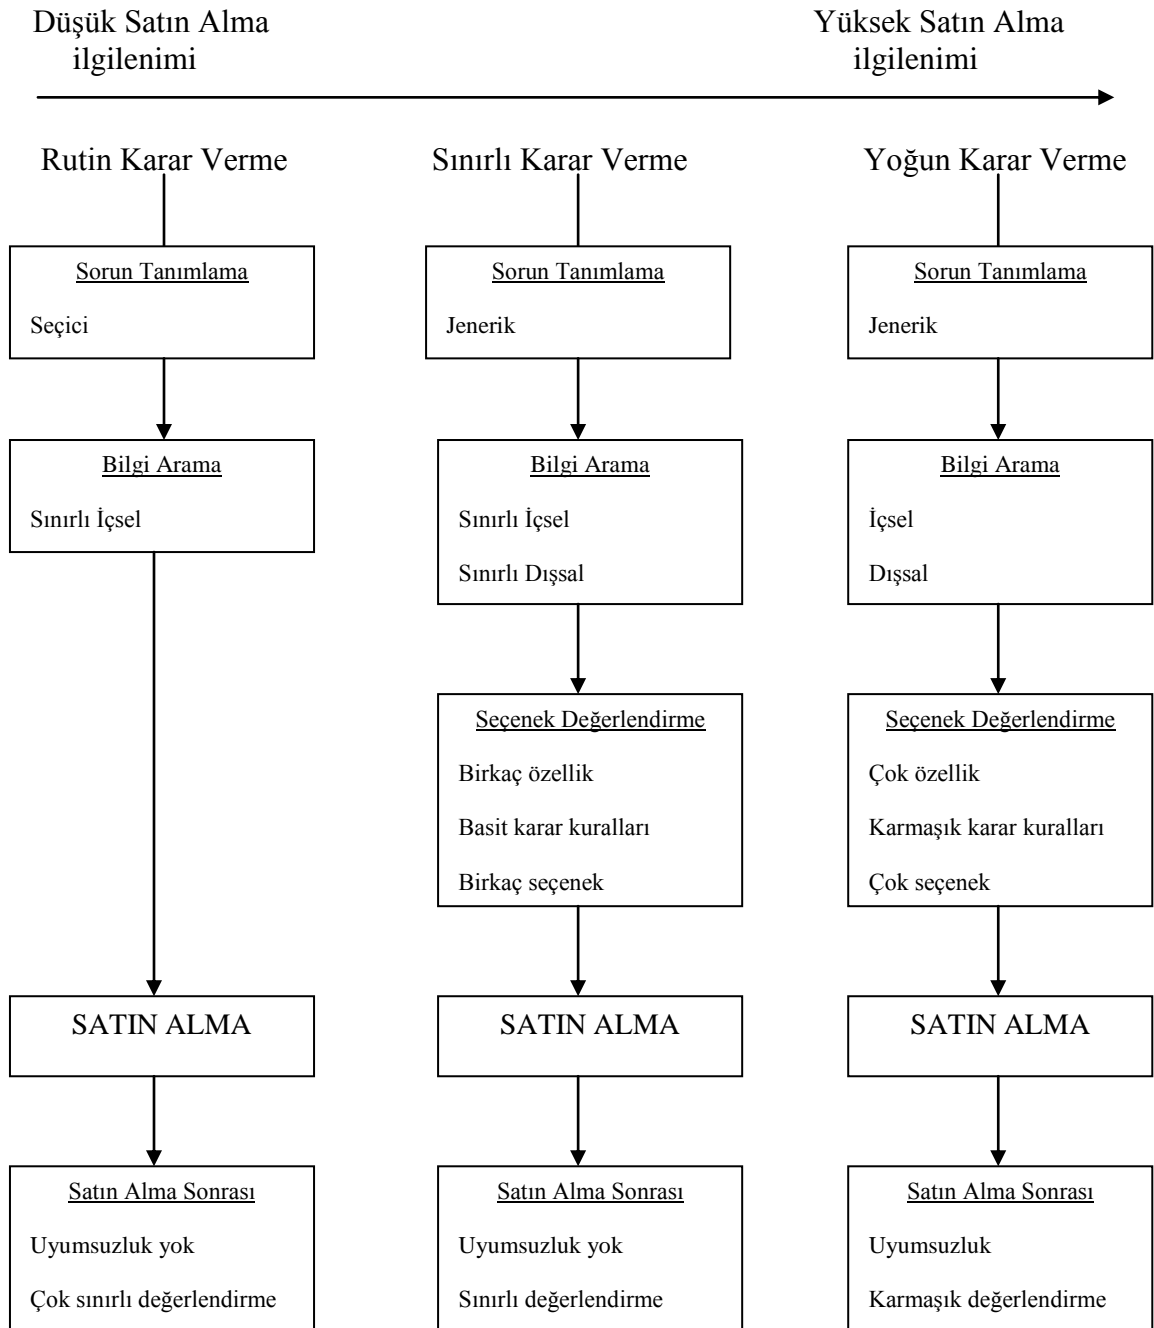 Düşük Satın Alma
ilgilenimi
Yüksek Satın Alma
ilgilenimi
Rutin Karar Verme
Sınırlı Karar Verme
Yoğun Karar Verme
Sorun Tanımlama
Seçici
Sorun Tanımlama
Jenerik
Sorun Tanımlama
Jenerik
Bilgi Arama
Sınırlı İçsel
Bilgi Arama
Sınırlı İçsel
Sınırlı Dışsal
Bilgi Arama
İçsel
Dışsal
Seçenek Değerlendirme
Birkaç özellik
Basit karar kuralları
Birkaç seçenek
Seçenek Değerlendirme
Çok özellik
Karmaşık karar kuralları
Çok seçenek
SATIN ALMA
SATIN ALMA
SATIN ALMA
Satın Alma Sonrası
Uyumsuzluk yok
Çok sınırlı değerlendirme
Satın Alma Sonrası
Uyumsuzluk yok
Sınırlı değerlendirme
Satın Alma Sonrası
Uyumsuzluk
Karmaşık değerlendirme